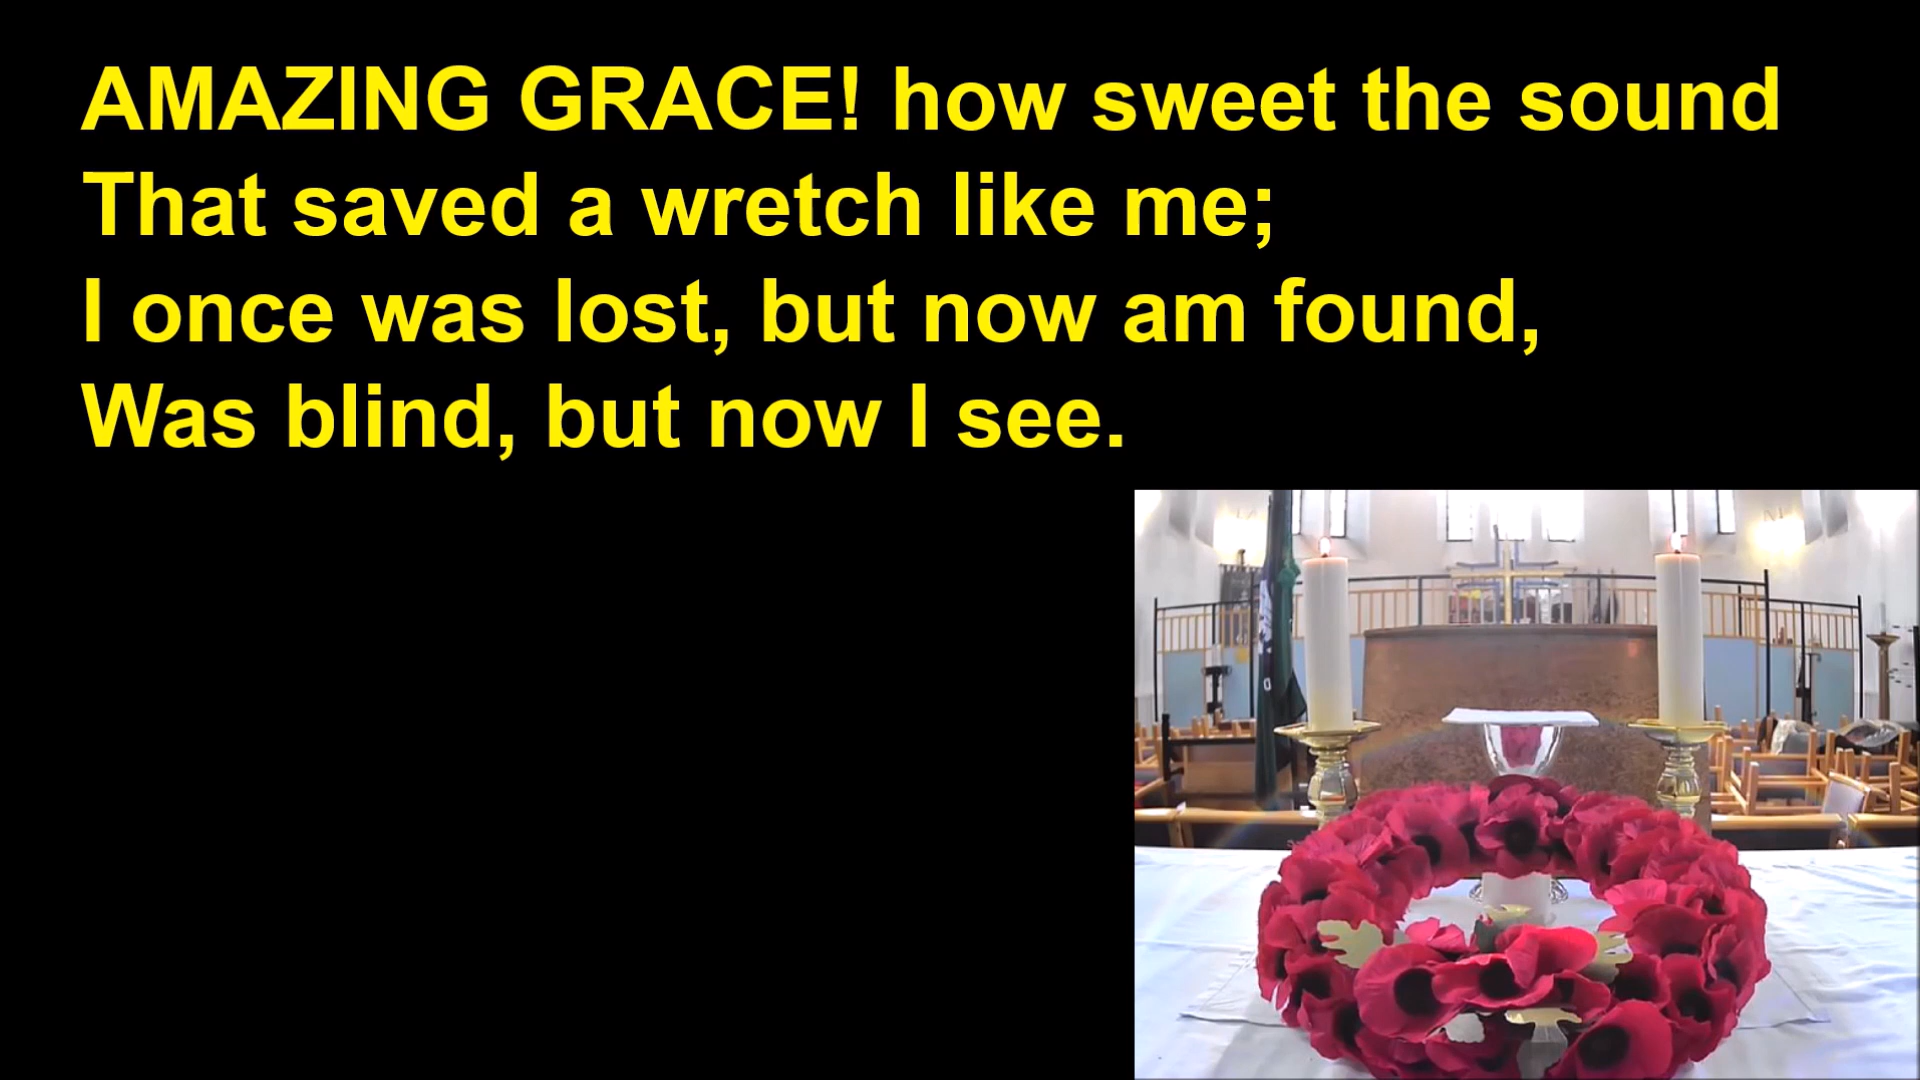 AMAZING GRACE! how sweet the sound
That saved a wretch like me;
I once was lost, but now am found,
Was blind, but now I see.